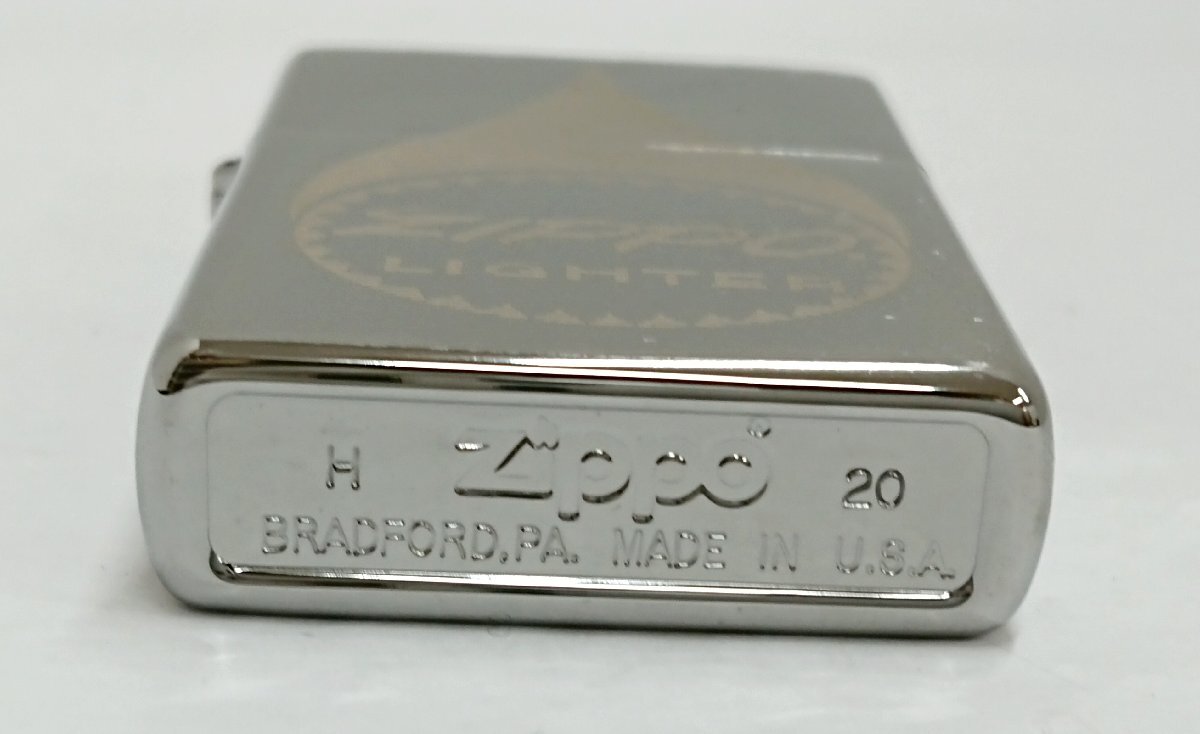 ZIPPO
LIGHTER
H Zippo 20
BRADFORD,PA. MADE IN U.S.A.